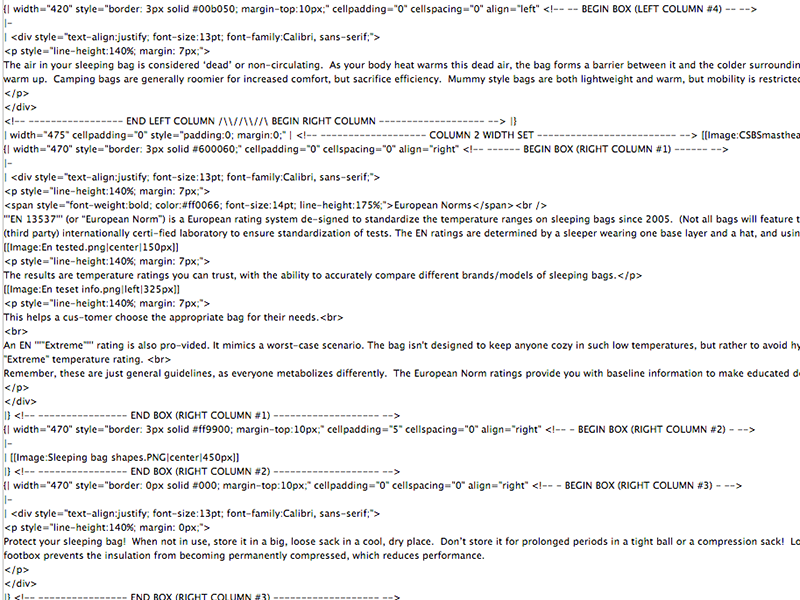 {| width="420" style="border: 3px solid #00b050; margin-top:10px;" cellpadding="0" cellspacing="0" align="left" <!-- -- BEGIN BOX (LEFT COLUMN #4) -- -->
|-
| <div style="text-align:justify; font-size:13pt; font-family:Calibri, sans-serif;">
<p style="line-height:140%; margin: 7px;">
The air in your sleeping bag is considered ‘dead’ or non-circulating.  As your body heat warms this dead air, the bag forms a barrier between it and the colder surroundin
warm up.  Camping bags are generally roomier for increased comfort, but sacrifice efficiency.  Mummy style bags are both lightweight and warm, but mobility is restricte
</p>
</div>
<!-- ----------------- END LEFT COLUMN /\\//\\//\ BEGIN RIGHT COLUMN ------------------- --> |}
| width="475" cellpadding="0" style="padding:0; margin:0;" | <!-- ------------------- COLUMN 2 WIDTH SET ------------------------- --> [[Image:CSBSmasthea
{| width="470" style="border: 3px solid #600060;" cellpadding="0" cellspacing="0" align="right" <!-- ------ BEGIN BOX (RIGHT COLUMN #1) ------ -->
|-
| <div style="text-align:justify; font-size:13pt; font-family:Calibri, sans-serif;">
<p style="line-height:140%; margin: 7px;">
<span style="font-weight:bold; color:#ff0066; font-size:14pt; line-height:175%;">European Norms</span><br />
'"EN 13537"' (or “European Norm”) is a European rating system de-signed to standardize the temperature ranges on sleeping bags since 2005.  (Not all bags will feature t
(third party) internationally certi-fied laboratory to ensure standardization of tests. The EN ratings are determined by a sleeper wearing one base layer and a hat, and usin
[[Image:En tested.png|center|150px]]
<p style="line-height:140%; margin: 7px;">
The results are temperature ratings you can trust, with the ability to accurately compare different brands/models of sleeping bags.</p>
[[Image:En teset info.png|left|325px]]
<p style="line-height:140%; margin: 7px;">
This helps a cus-tomer choose the appropriate bag for their needs.<br>
<br>
An EN '"'"Extreme"'"' rating is also pro-vided. It mimics a worst-case scenario. The bag isn't designed to keep anyone cozy in such low temperatures, but rather to avoid hy
"Extreme" temperature rating. <br>
Remember, these are just general guidelines, as everyone metabolizes differently.  The European Norm ratings provide you with baseline information to make educated de
</p>
</div>
|} <!-- ---------------- END BOX (RIGHT COLUMN #1) ------------------- -->
{| width="470" style="border: 3px solid #ff9900; margin-top:10px;" cellpadding="5" cellspacing="0" align="right" <!-- - BEGIN BOX (RIGHT COLUMN #2) - -->
|-
| [[Image:Sleeping bag shapes.PNG|center|450px]]
|} <!-- ---------------- END BOX (RIGHT COLUMN #2) ------------------- -->
{| width="470" style="border: 0px solid #000; margin-top:10px;" cellpadding="0" cellspacing="0" align="right" <!-- - BEGIN BOX (RIGHT COLUMN #3) - -->
|-
| <div style="text-align:justify; font-size:13pt; font-family:Calibri, sans-serif;">
<p style="line-height:140%; margin: 0px;">
Protect your sleeping bag!  When not in use, store it in a big, loose sack in a cool, dry place.  Don’t store it for prolonged periods in a tight ball or a compression sack!  Lo
footbox prevents the insulation from becoming permanently compressed, which reduces performance.
</p>
</div>
|} <!-- ---------------- END BOX (RIGHT COLUMN #3) ------------------- -->